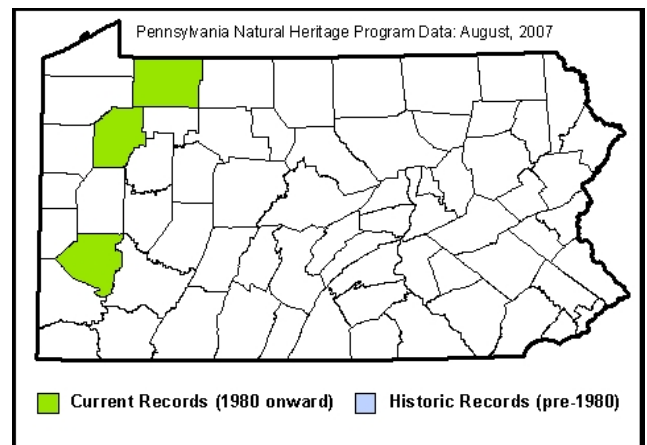 Pennsylvania Natural Heritage Program Data: August, 2007
Current Records (1980 onward) Historic Records (pre-1980)